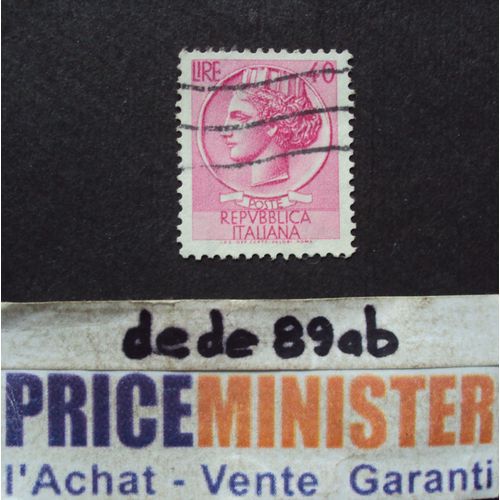 LIRE 40
POSTE
REPVBBLICA
ITALIANA
dede 89ab
PRICEMINISTER
l'Achat - Vente Garanti